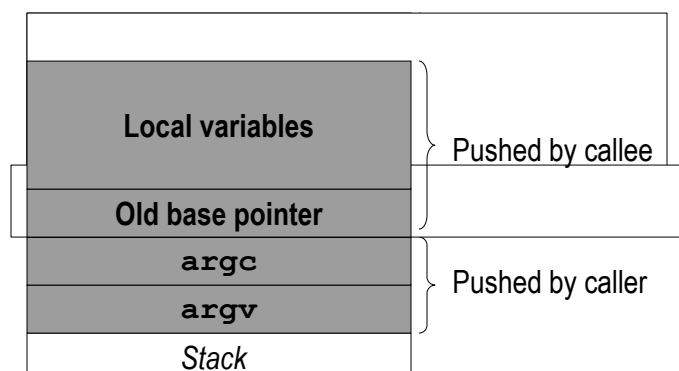 Local variables
Pushed by callee
Old base pointer
argc
Pushed by caller
argv
Stack